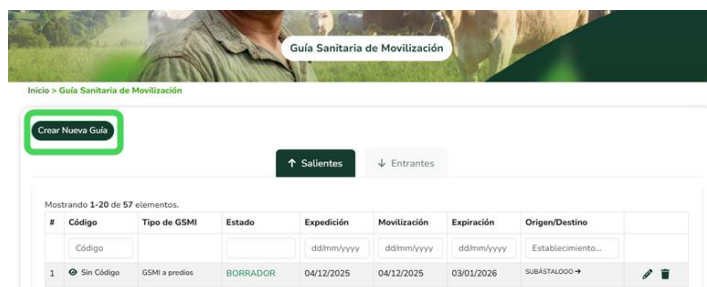 Guía Sanitaria de Movilización
Inicio > Guía Sanitaria de Movilización
Crear Nueva Guía
↑ Salientes ↓ Entrantes
Mostrando 1-20 de 57 elementos.
# Código Tipo de GSMI Estado Expedición Movilización Expiración Origen/Destino
Código dd/mm/yyyy dd/mm/yyyy dd/mm/yyyy Establecimiento...
1 Sin Código GSMI a predios BORRADOR 04/12/2025 04/12/2025 03/01/2026 SUBÁSTALOOO →